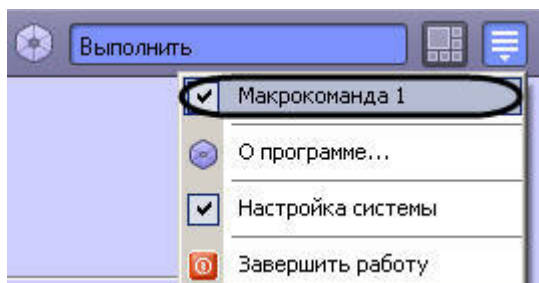 Выполнить
Макрокоманда 1
О программе...
Настройка системы
Завершить работу